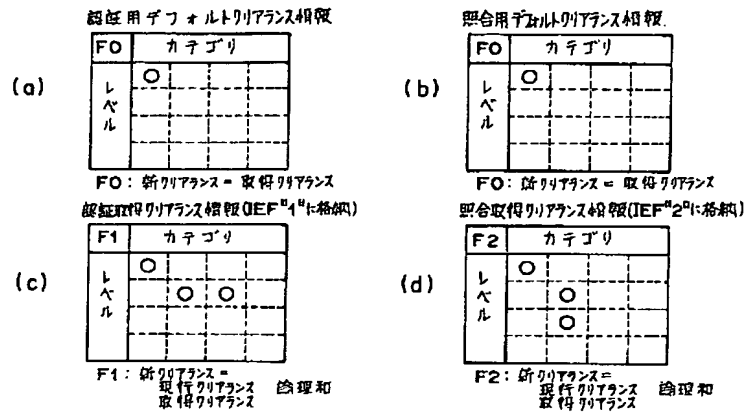 認証用デフォルトクリアランス情報
照合用デフォルトクリアランス情報.
(a)
F0 カテゴリ
レベル
F0: 新クリアランス = 取得クリアランス
(b)
F0 カテゴリ
レベル
F0: 新クリアランス = 取得クリアランス
認証取得クリアランス情報(IEF"1"に格納)
照合取得クリアランス情報(IEF"2"に格納)
(c)
F1 カテゴリ
レベル
F1: 新クリアランス =
現行クリアランス
取得クリアランス
論理和
(d)
F2 カテゴリ
レベル
F2: 新クリアランス =
現行クリアランス
取得クリアランス
論理和